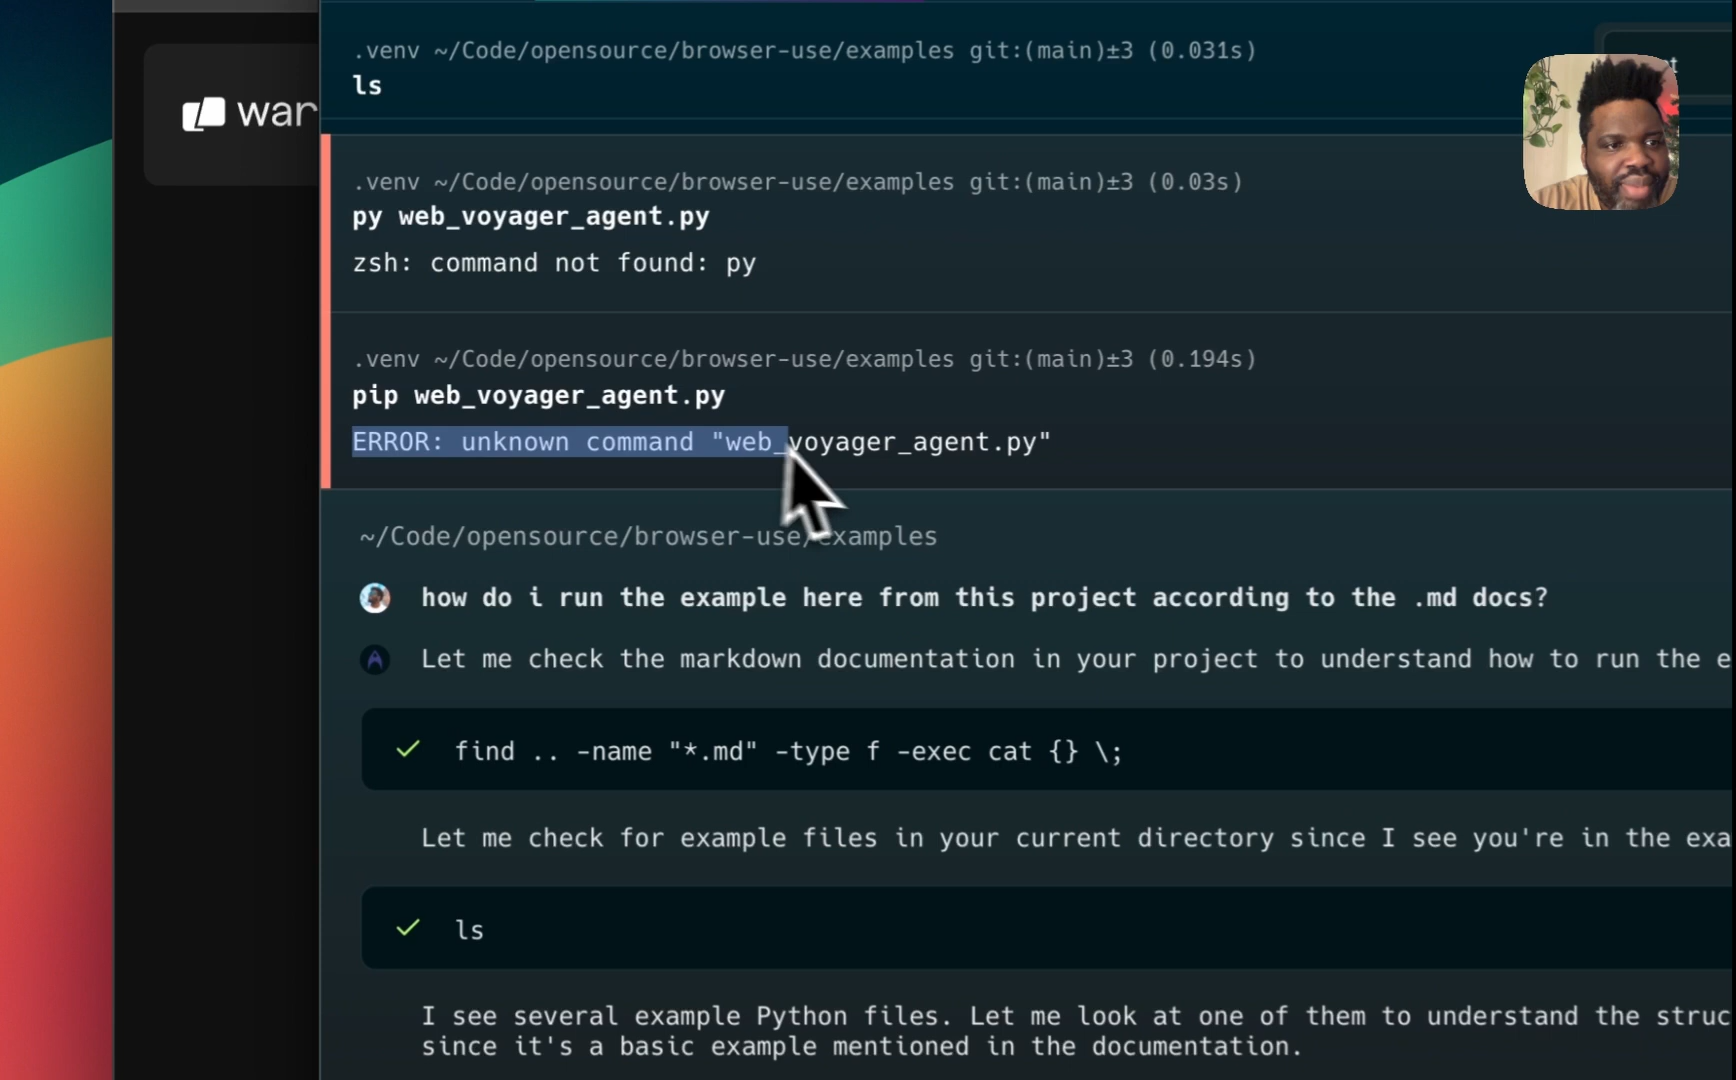 war
.venv ~/Code/opensource/browser-use/examples git:(main)±3 (0.031s)
ls
t
.venv ~/Code/opensource/browser-use/examples git:(main)±3 (0.03s)
py web_voyager_agent.py
zsh: command not found: py
.venv ~/Code/opensource/browser-use/examples git:(main)±3 (0.194s)
pip web_voyager_agent.py
ERROR: unknown command "web_voyager_agent.py"
~/Code/opensource/browser-use/examples
how do i run the example here from this project according to the .md docs?
Let me check the markdown documentation in your project to understand how to run the e
find .. -name "*.md" -type f -exec cat {} \;
Let me check for example files in your current directory since I see you're in the exa
ls
I see several example Python files. Let me look at one of them to understand the struc
since it's a basic example mentioned in the documentation.